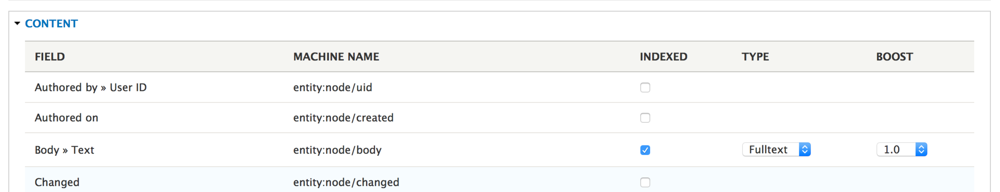 CONTENT
FIELD MACHINE NAME INDEXED TYPE BOOST
Authored by » User ID entity:node/uid
Authored on entity:node/created
Body » Text entity:node/body Fulltext 1.0
Changed entity:node/changed